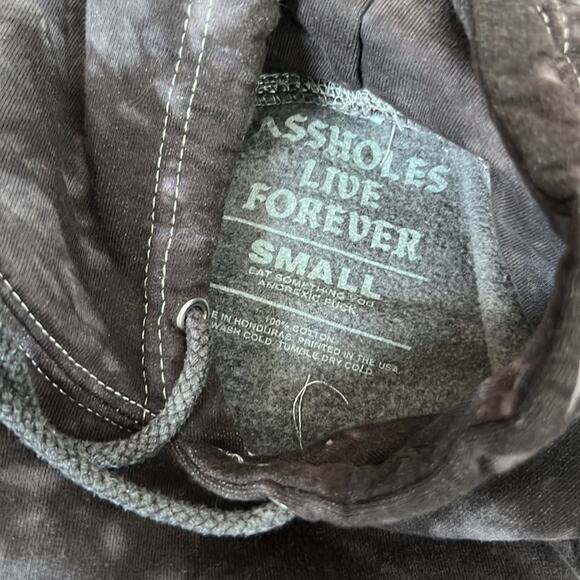 ASSHOLES
LIVE
FOREVER
SMALL
EAT SOMETHING YOU
ANOREXIC FUCK
100% COTTON
E IN HONDURAS. PRINTED IN THE USA
WASH COLD. TUMBLE DRY COLD.